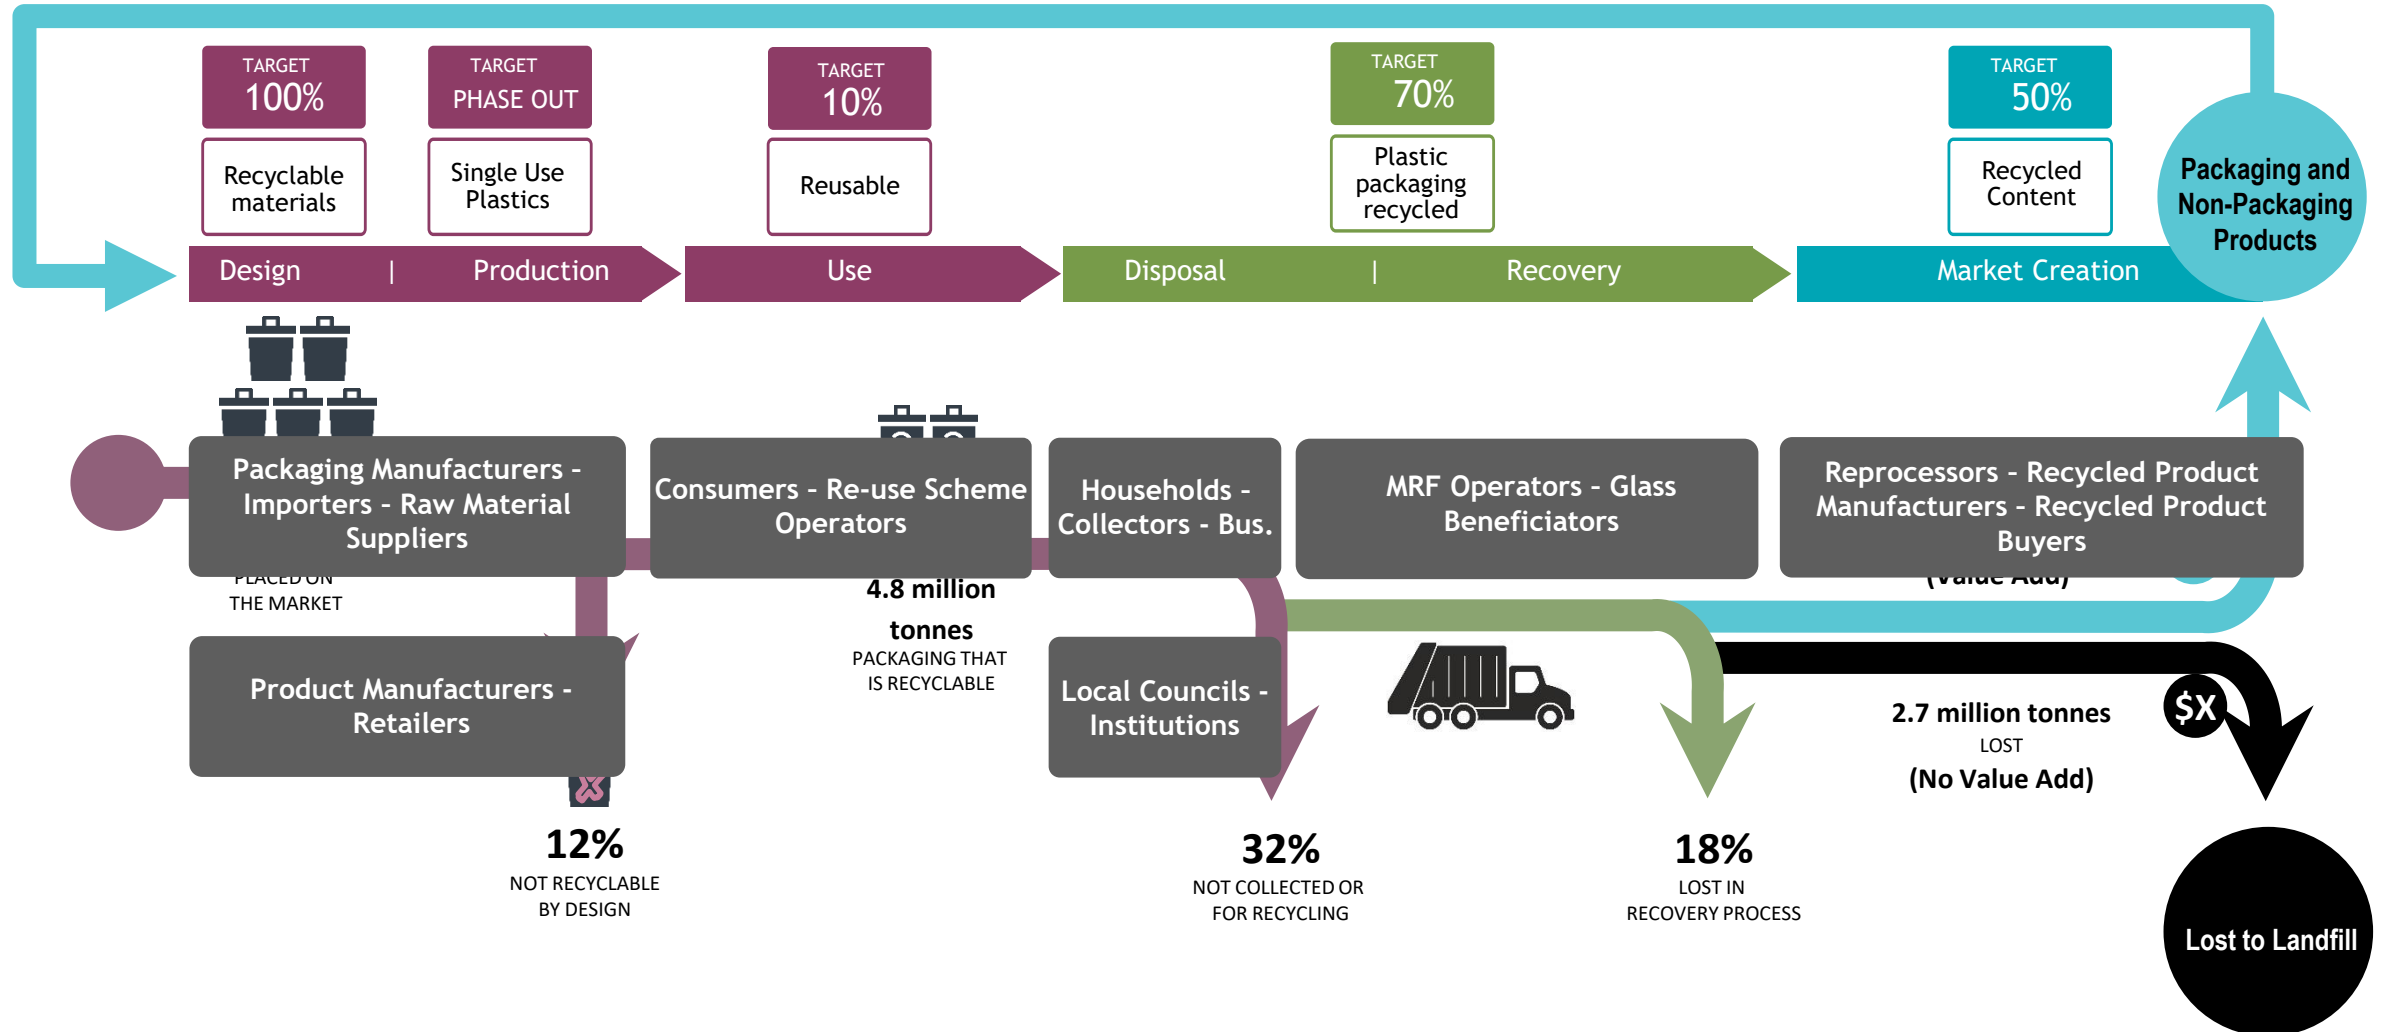 TARGET
100%
Recyclable
materials
TARGET
PHASE OUT
Single Use
Plastics
TARGET
10%
Reusable
TARGET
70%
Plastic
packaging
recycled
TARGET
50%
Recycled
Content
Packaging and
Non-Packaging
Products
Design | Production
Use
Disposal | Recovery
Market Creation
Packaging Manufacturers -
Importers - Raw Material
Suppliers
Consumers - Re-use Scheme
Operators
Households -
Collectors - Bus.
MRF Operators - Glass
Beneficiators
Reprocessors - Recycled Product
Manufacturers - Recycled Product
Buyers
PLACED ON
THE MARKET
4.8 million
tonnes
PACKAGING THAT
IS RECYCLABLE
(Value Add)
Product Manufacturers -
Retailers
Local Councils -
Institutions
2.7 million tonnes
LOST
(No Value Add)
$X
12%
NOT RECYCLABLE
BY DESIGN
32%
NOT COLLECTED OR
FOR RECYCLING
18%
LOST IN
RECOVERY PROCESS
Lost to Landfill